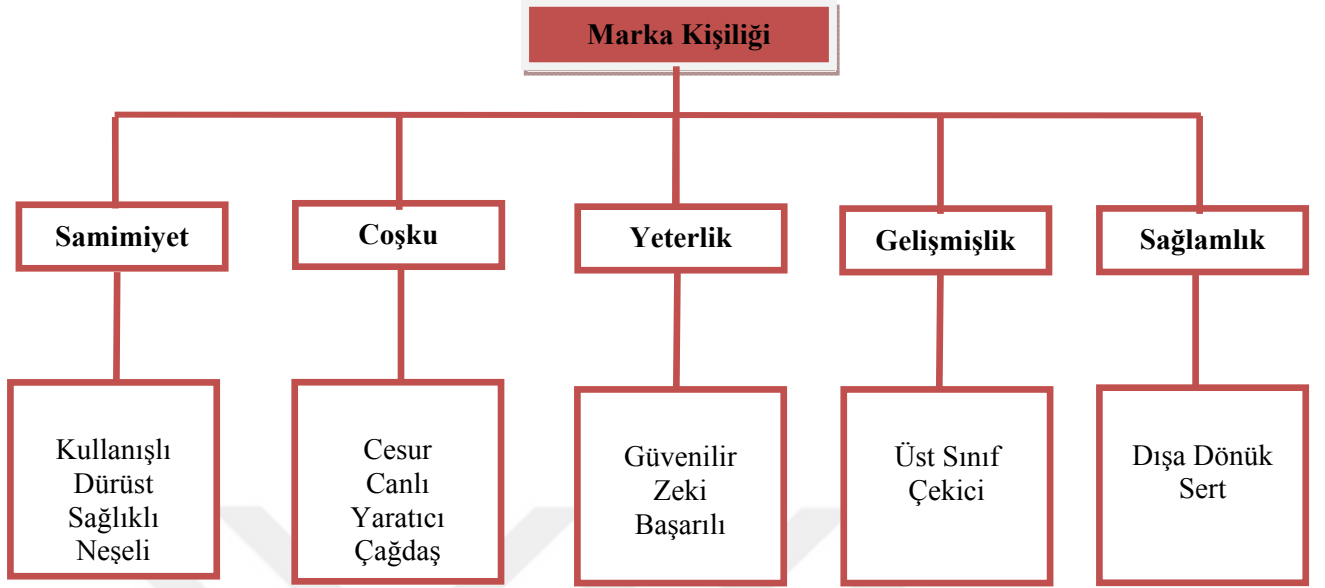 Marka Kişiliği
Samimiyet
Coşku
Yeterlik
Gelişmişlik
Sağlamlık
Kullanışlı
Dürüst
Sağlıklı
Neşeli
Cesur
Canlı
Yaratıcı
Çağdaş
Güvenilir
Zeki
Başarılı
Üst Sınıf
Çekici
Dışa Dönük
Sert